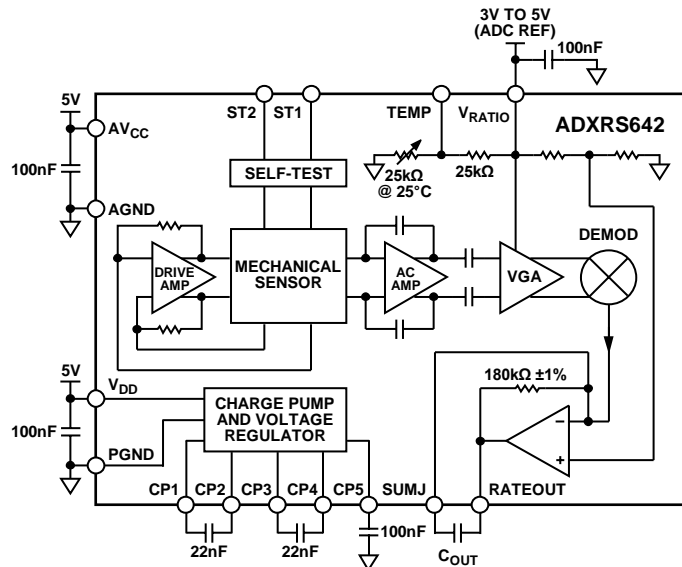 3V TO 5V
(ADC REF)
100nF
5V
ST2
ST1
TEMP
VRATIO
ADXRS642
AVCC
100nF
25kΩ
@ 25°C
25kΩ
SELF-TEST
AGND
DEMOD
DRIVE
AMP
MECHANICAL
SENSOR
AC
AMP
VGA
5V
VDD
180kΩ ±1%
CHARGE PUMP
AND VOLTAGE
REGULATOR
100nF
–
+
PGND
CP1
CP2
CP3
CP4
CP5
SUMJ
RATEOUT
22nF
22nF
100nF
COUT